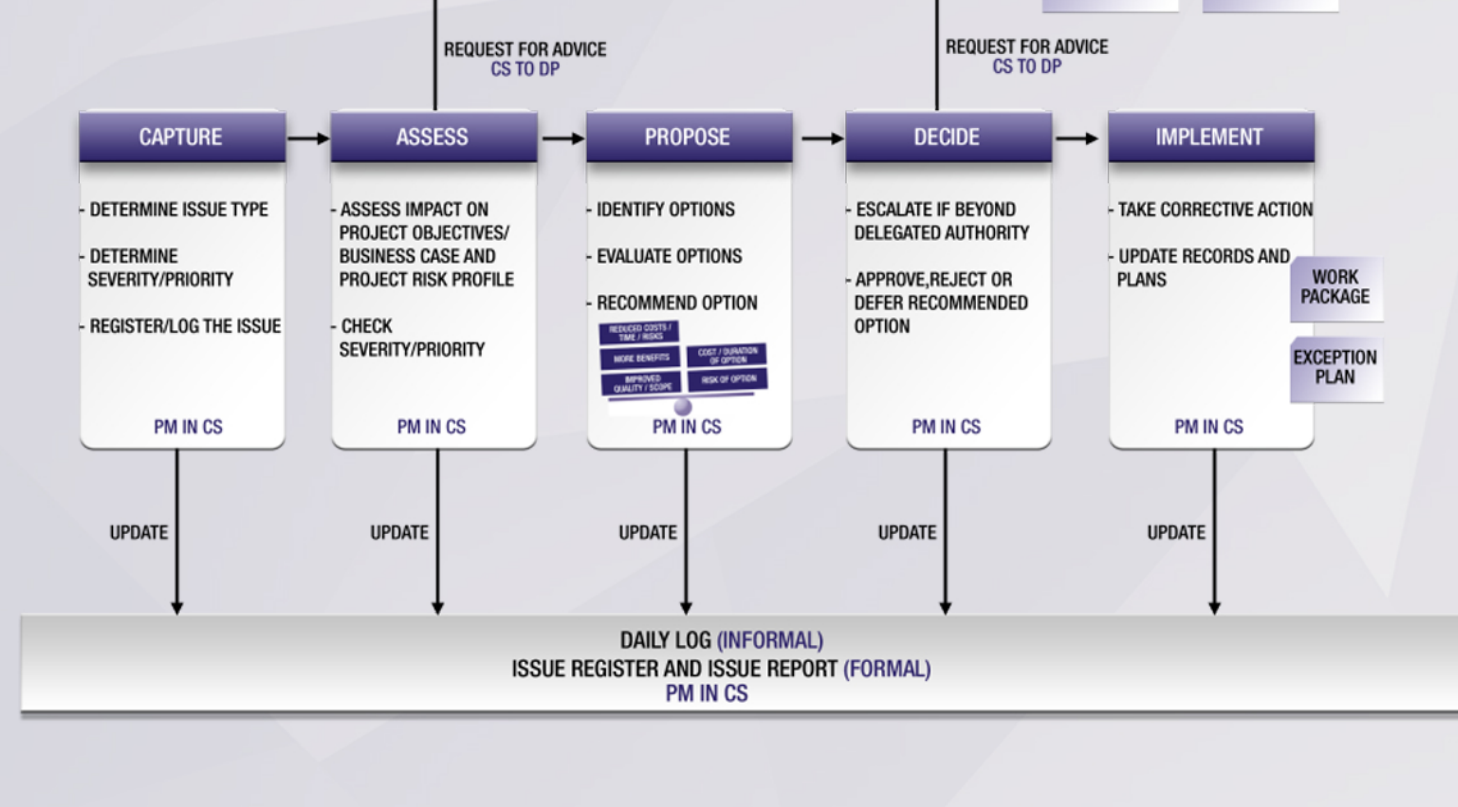 REQUEST FOR ADVICE
CS TO DP
REQUEST FOR ADVICE
CS TO DP
CAPTURE
- DETERMINE ISSUE TYPE
- DETERMINE
SEVERITY/PRIORITY
- REGISTER/LOG THE ISSUE
PM IN CS
ASSESS
- ASSESS IMPACT ON
PROJECT OBJECTIVES/
BUSINESS CASE AND
PROJECT RISK PROFILE
- CHECK
SEVERITY/PRIORITY
PM IN CS
PROPOSE
- IDENTIFY OPTIONS
- EVALUATE OPTIONS
- RECOMMEND OPTION
REDUCED COSTS /
TIME / RISKS
MORE BENEFITS
IMPROVED
QUALITY / SCOPE
COST / DURATION
OF OPTION
RISK OF OPTION
PM IN CS
DECIDE
- ESCALATE IF BEYOND
DELEGATED AUTHORITY
- APPROVE,REJECT OR
DEFER RECOMMENDED
OPTION
PM IN CS
IMPLEMENT
- TAKE CORRECTIVE ACTION
- UPDATE RECORDS AND
PLANS
WORK
PACKAGE
EXCEPTION
PLAN
PM IN CS
UPDATE
UPDATE
UPDATE
UPDATE
UPDATE
DAILY LOG (INFORMAL)
ISSUE REGISTER AND ISSUE REPORT (FORMAL)
PM IN CS